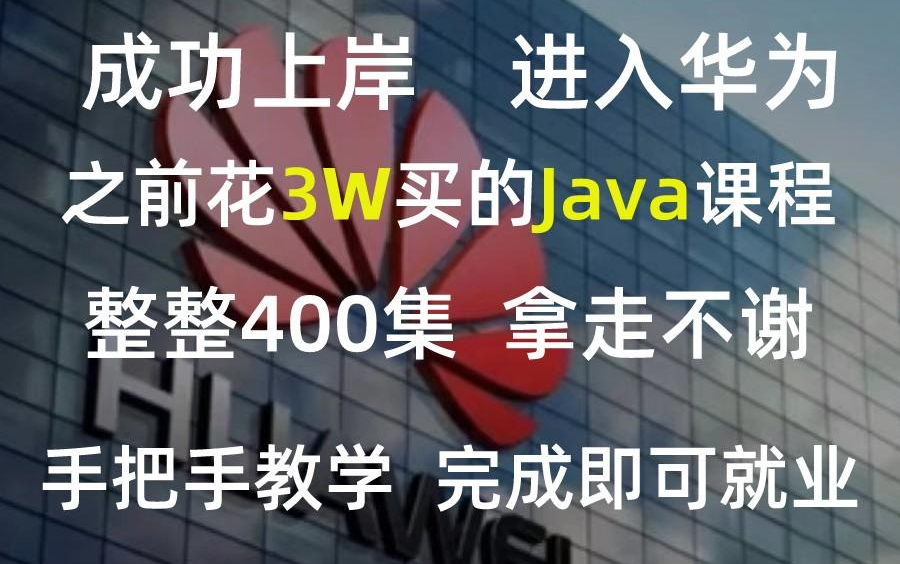 成功上岸 进入华为
之前花3W买的Java课程
整整400集 拿走不谢
手把手教学 完成即可就业
HUAWEI